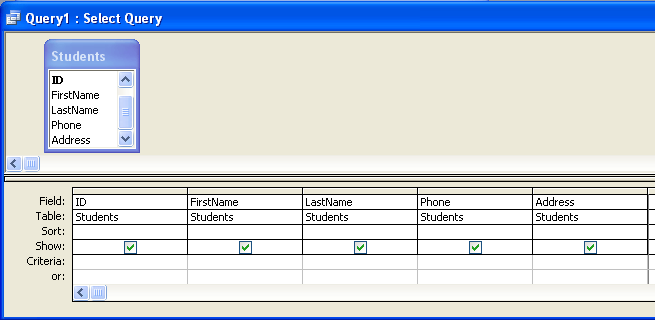 Query1 : Select Query
Students
ID
FirstName
LastName
Phone
Address
Field: ID FirstName LastName Phone Address
Table: Students Students Students Students Students
Sort:
Show:
Criteria:
or: